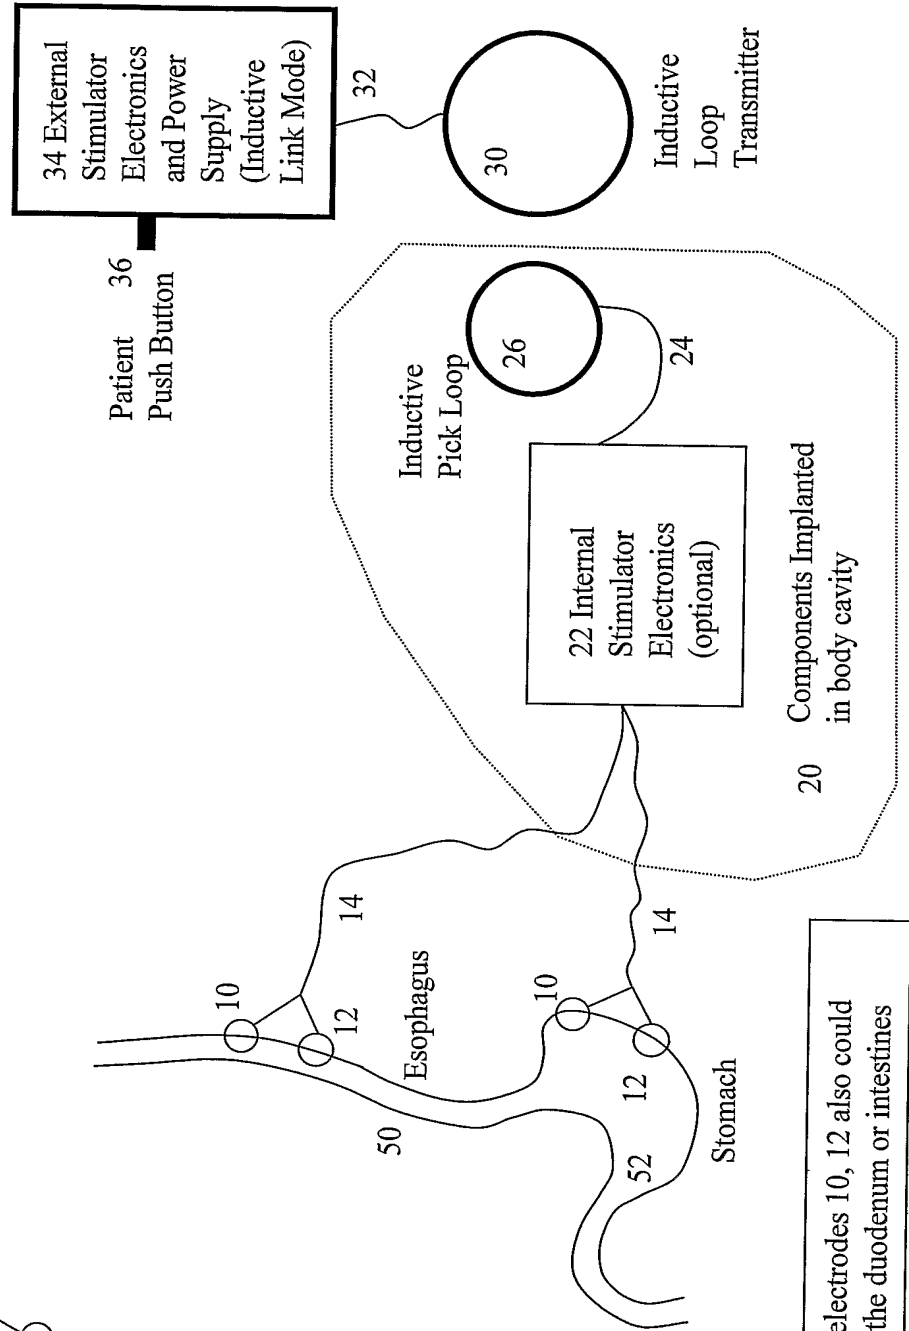 34 External
Stimulator
Electronics
and Power
Supply
(Inductive
Link Mode)
32
30
Inductive
Loop
Transmitter
Patient 36
Push Button
Inductive
Pick Loop
26
24
22 Internal
Stimulator
Electronics
(optional)
20 Components Implanted
in body cavity
10
12
14
Esophagus
50
10
12
14
52
Stomach
electrodes 10, 12 also could
the duodenum or intestines